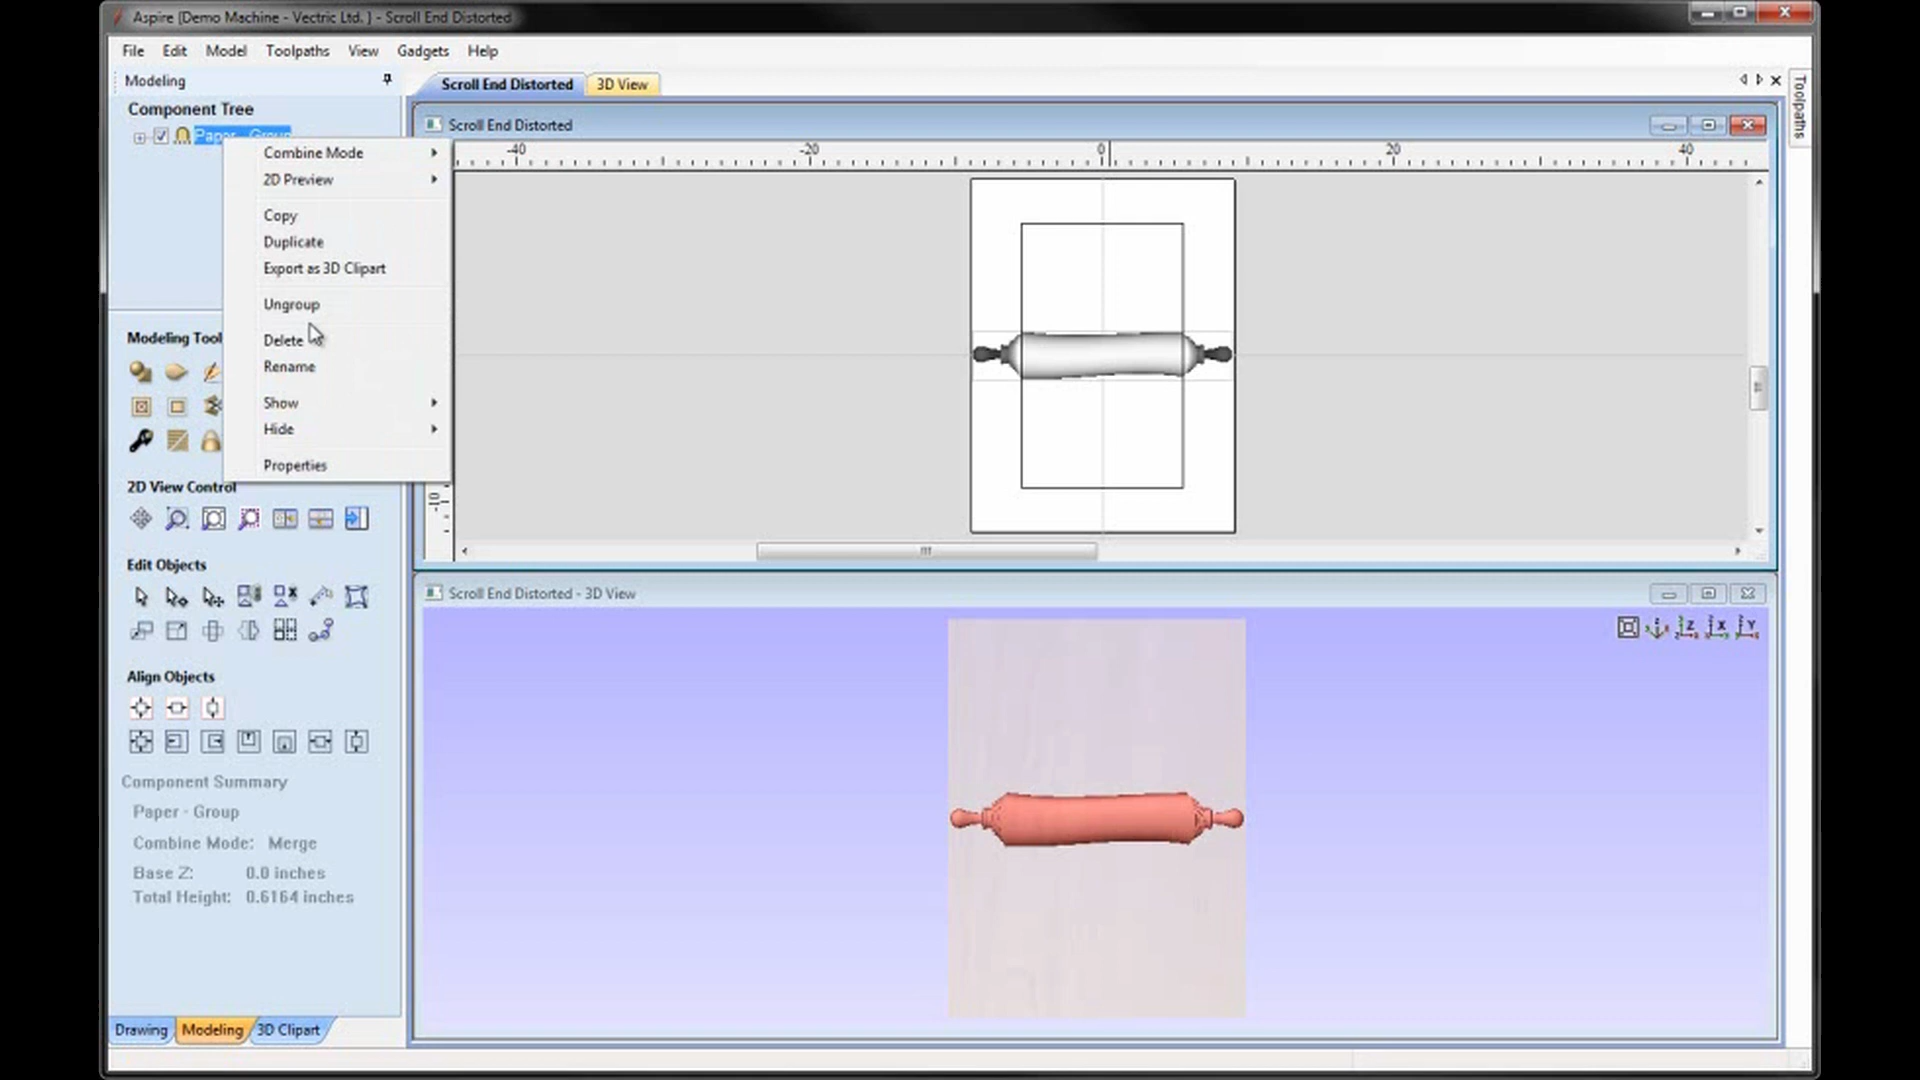 Aspire (Demo Machine - Vectric Ltd. ) - Scroll End Distorted
File Edit Model Toolpaths View Gadgets Help
Modeling
Component Tree
Paper - Group
Combine Mode
2D Preview
Copy
Duplicate
Export as 3D Clipart
Ungroup
Delete
Rename
Show
Hide
Properties
Modeling Tool
2D View Control
Edit Objects
Align Objects
Component Summary
Paper - Group
Combine Mode: Merge
Base Z: 0.0 inches
Total Height: 0.6164 inches
Drawing Modeling 3D Clipart
Scroll End Distorted 3D View
Scroll End Distorted
-40 -20 0 20 40
-10
Scroll End Distorted - 3D View
Z X Y
Toolpaths